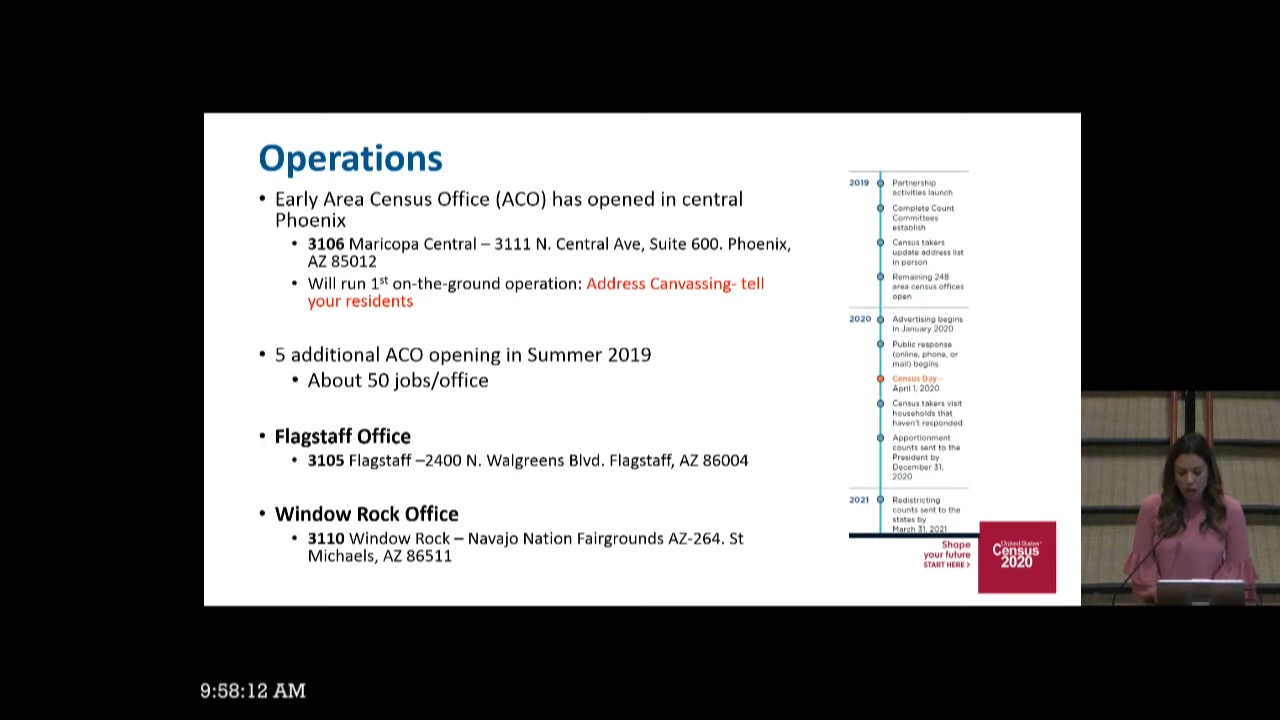 Operations
• Early Area Census Office (ACO) has opened in central
Phoenix
• 3106 Maricopa Central – 3111 N. Central Ave, Suite 600. Phoenix,
AZ 85012
• Will run 1st on-the-ground operation: Address Canvassing- tell
your residents
• 5 additional ACO opening in Summer 2019
• About 50 jobs/office
• Flagstaff Office
• 3105 Flagstaff –2400 N. Walgreens Blvd. Flagstaff, AZ 86004
• Window Rock Office
• 3110 Window Rock – Navajo Nation Fairgrounds AZ-264. St
Michaels, AZ 86511
2019 Partnership
activities launch
Complete Count
Committees
establish
Census takers
update address list
in person
Remaining 248
area census offices
open
2020 Advertising begins
in January 2020
Public response
(online, phone, or
mail) begins
Census Day—
April 1, 2020
Census takers visit
households that
haven't responded
Apportionment
counts sent to the
President by
December 31,
2020
2021 Redistricting
counts sent to the
states by
March 31, 2021
Shape
your future
START HERE >
United States®
Census
2020
9:58:12 AM